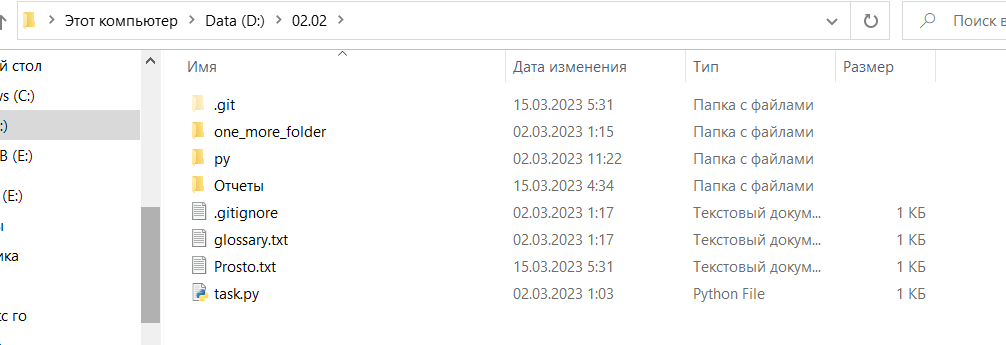 Этот компьютер > Data (D:) > 02.02 > Поиск в
й стол
vs (C:)
:)
В (E:)
(E:)
ы
ика
с го
Имя Дата изменения Тип Размер
.git 15.03.2023 5:31 Папка с файлами
one_more_folder 02.03.2023 1:15 Папка с файлами
py 02.03.2023 11:22 Папка с файлами
Отчеты 15.03.2023 4:34 Папка с файлами
.gitignore 02.03.2023 1:17 Текстовый докум... 1 КБ
glossary.txt 02.03.2023 1:17 Текстовый докум... 1 КБ
Prosto.txt 15.03.2023 5:31 Текстовый докум... 1 КБ
task.py 02.03.2023 1:03 Python File 1 КБ